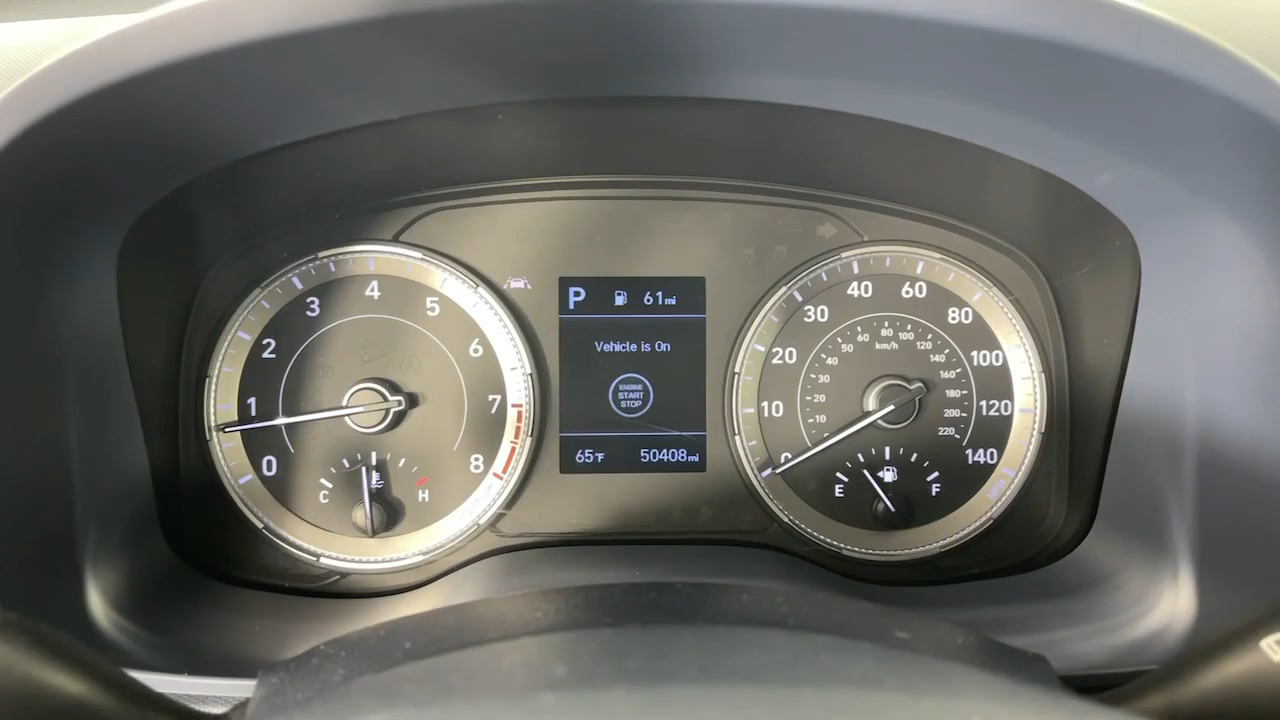 P 61mi
Vehicle is On
ENGINE
START
STOP
65°F 50408mi
0 1 2 3 4 5 6 7 8
C H
0 10 20 30 40 60 80 100 120 140
MPH
10 20 30 40 50 60 80 100 120 140 160 180 200 220
km/h
E F